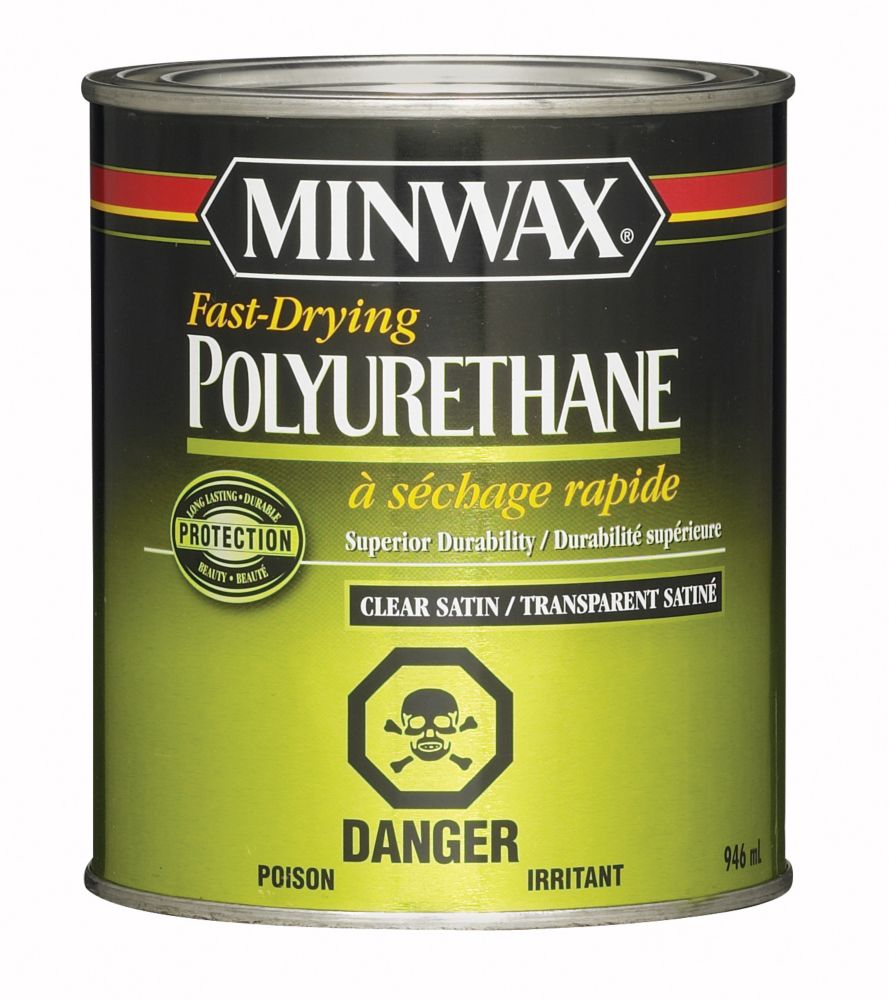 MINWAX®
Fast-Drying
POLYURETHANE
à séchage rapide
LONG LASTING • DURABLE
PROTECTION
BEAUTY • BEAUTÉ
Superior Durability / Durabilité supérieure
CLEAR SATIN / TRANSPARENT SATINÉ
DANGER
POISON IRRITANT
946 mL